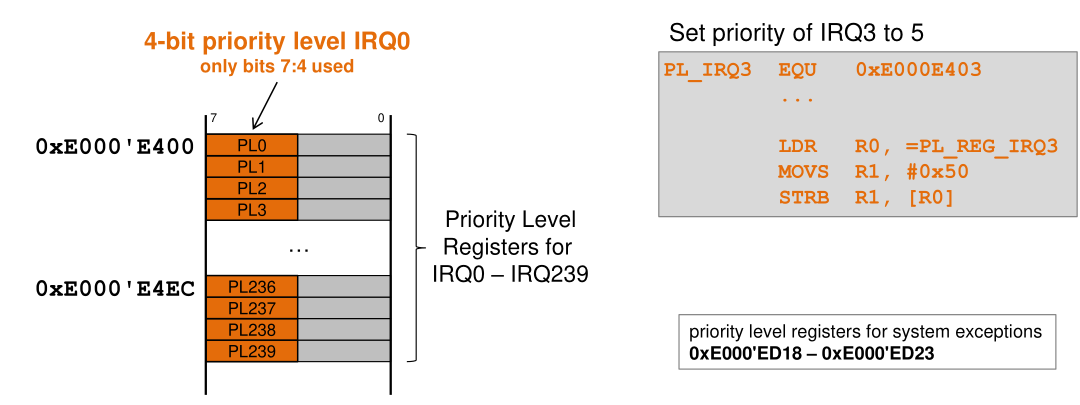 4-bit priority level IRQ0
only bits 7:4 used
7 0
0xE000'E400
PL0
PL1
PL2
PL3
...
0xE000'E4EC
PL236
PL237
PL238
PL239
Priority Level
Registers for
IRQ0 – IRQ239
Set priority of IRQ3 to 5
PL_IRQ3 EQU 0xE000E403
...
LDR R0, =PL_REG_IRQ3
MOVS R1, #0x50
STRB R1, [R0]
priority level registers for system exceptions
0xE000'ED18 – 0xE000'ED23